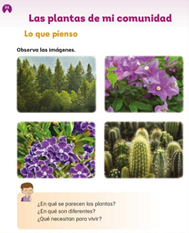 Las plantas de mi comunidad
Lo que pienso
Observa las imágenes.
¿En qué se parecen las plantas?
¿En qué son diferentes?
¿Qué necesitan para vivir?